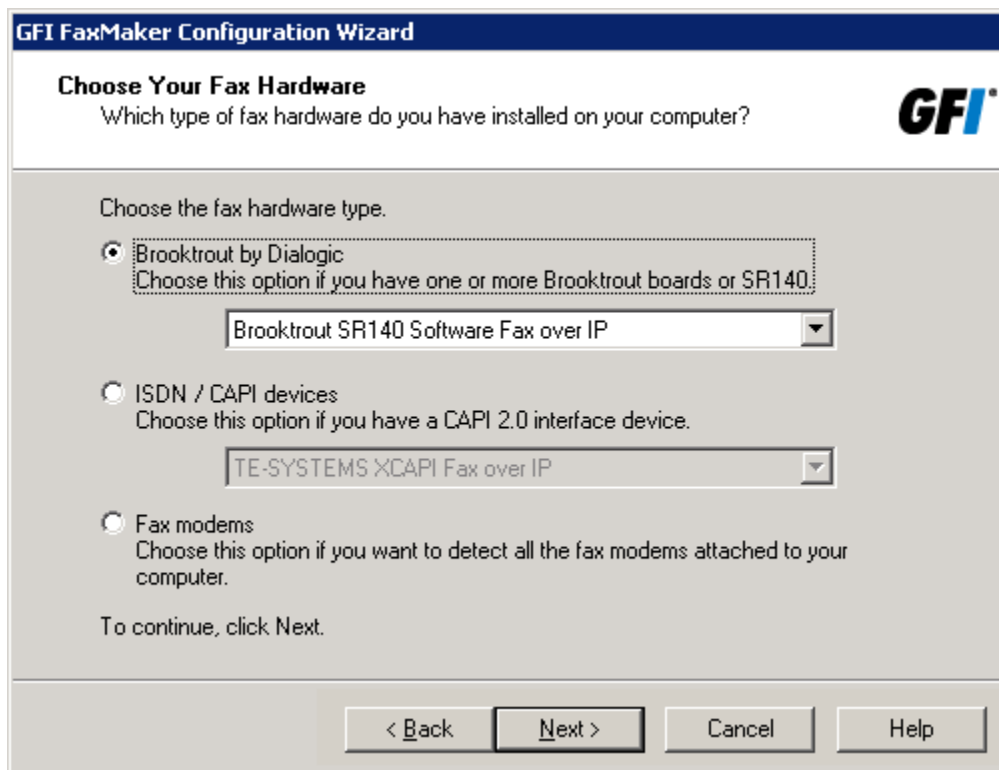 GFI FaxMaker Configuration Wizard
Choose Your Fax Hardware
Which type of fax hardware do you have installed on your computer?
GFI
Choose the fax hardware type.
Brooktrout by Dialogic
Choose this option if you have one or more Brooktrout boards or SR140.
Brooktrout SR140 Software Fax over IP
ISDN / CAPI devices
Choose this option if you have a CAPI 2.0 interface device.
TE-SYSTEMS XCAPI Fax over IP
Fax modems
Choose this option if you want to detect all the fax modems attached to your
computer.
To continue, click Next.
< Back Next > Cancel Help